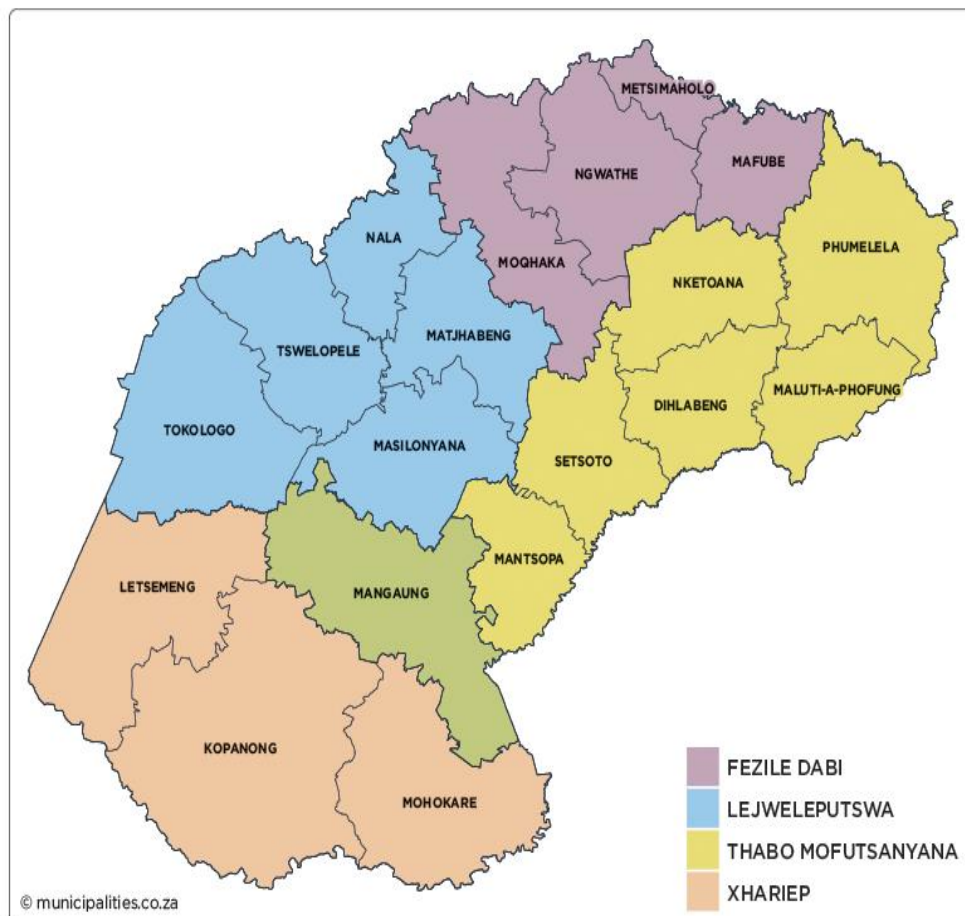 METSIMAHOLO
MAFUBE
NGWATHE
NALA
MOQHAKA
PHUMELELA
NKETOANA
MATJHABENG
TSWELOPELE
MALUTI-A-PHOFUNG
DIHLABENG
TOKOLOGO
MASILONYANA
SETSOTO
MANTSOPA
LETSEMENG
MANGAUNG
KOPANONG
MOHOKARE
FEZILE DABI
LEJWELEPUTSWA
THABO MOFUTSANYANA
XHARIEP
© municipalities.co.za